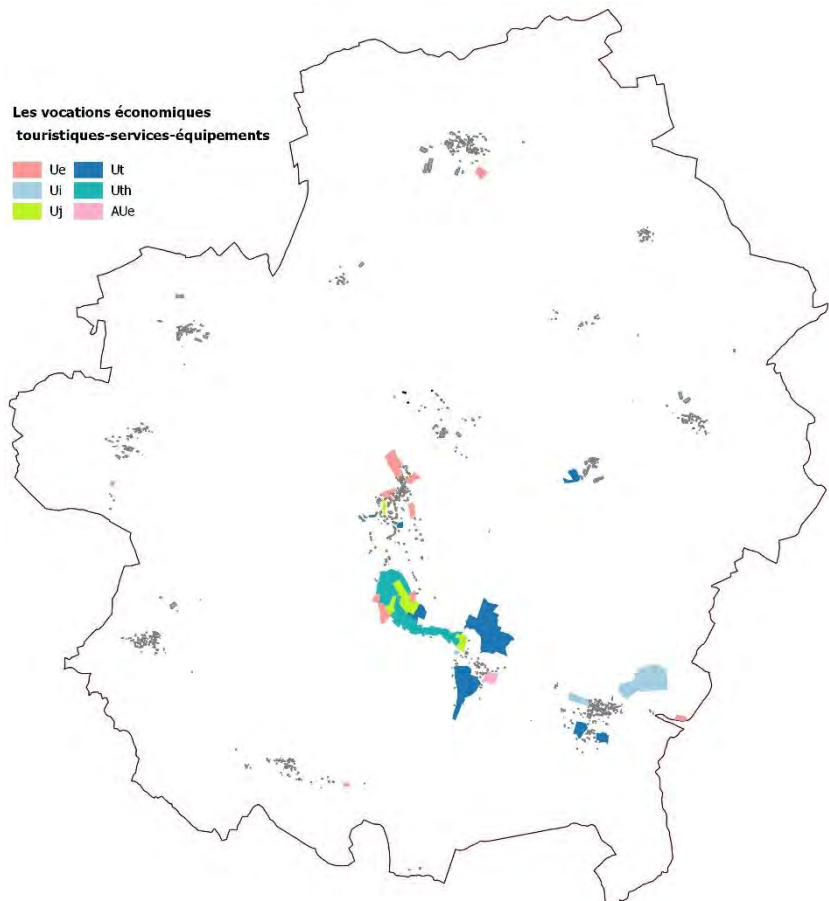 Les vocations économiques
touristiques-services-équipements
Ue Ut
Ui Uth
Uj AUe